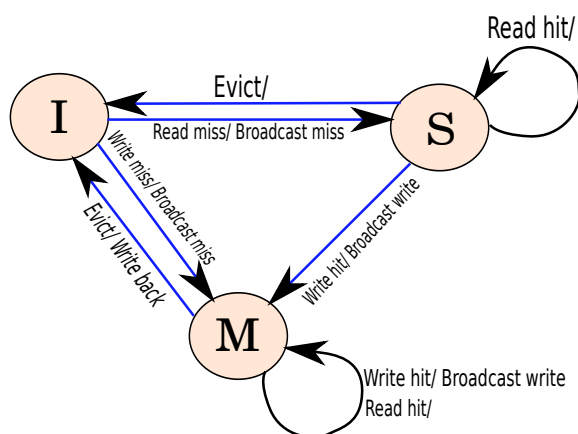 Read hit/
Evict/
I
Read miss/ Broadcast miss
S
Write miss/ Broadcast miss
Evict/ Write back
Write hit/ Broadcast write
M
Write hit/ Broadcast write
Read hit/